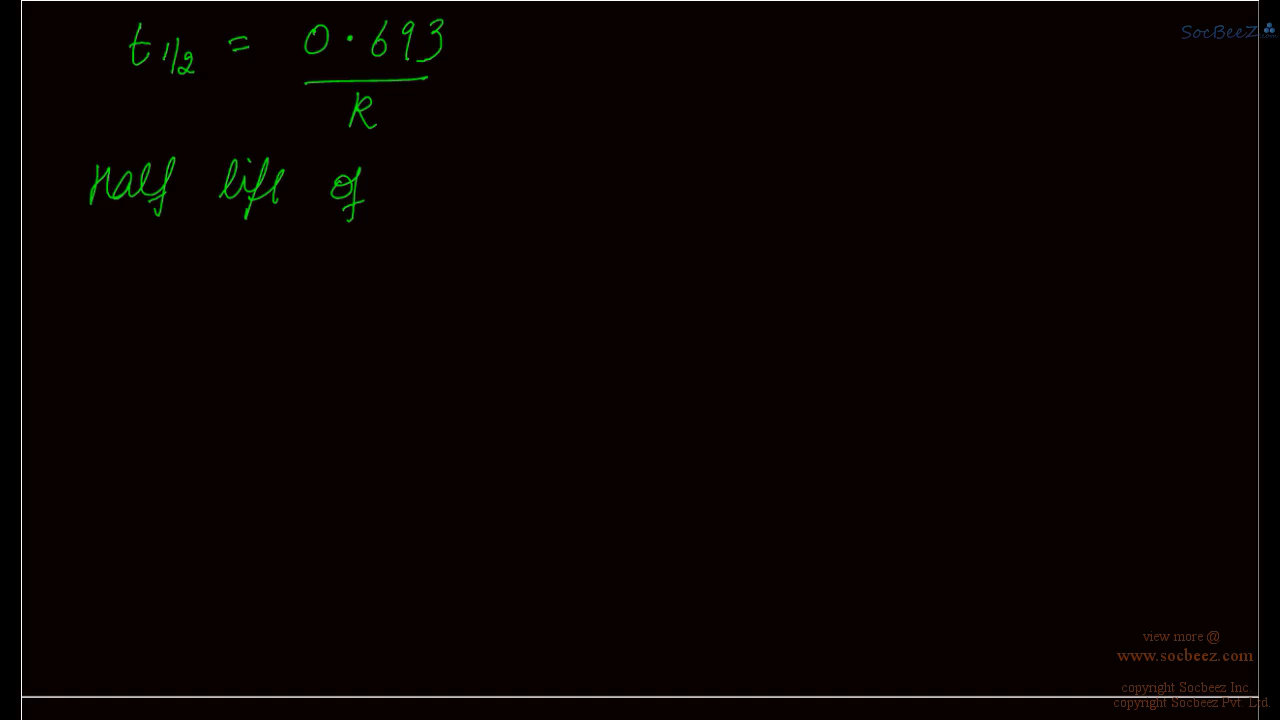 SocBeeZ.com
t1/2 = 0.693
k
Half life of
view more @
www.socbeez.com
copyright Socbeez Inc.
copyright Socbeez Pvt. Ltd.